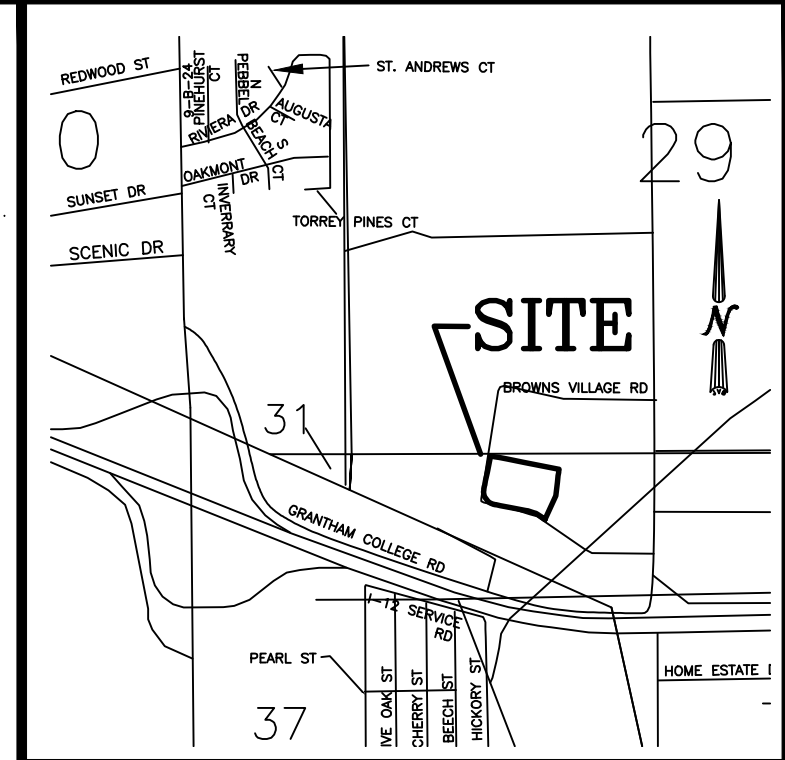 REDWOOD ST
9-B-24
PINEHURST
CT
PEBBEL
N
BEACH
S
CT
ST. ANDREWS CT
AUGUSTA
CT
RIVIERA DR
29
OAKMONT
DR
SUNSET DR
INVERRARY
CT
TORREY PINES CT
SCENIC DR
SITE
N
BROWNS VILLAGE RD
31
GRANTHAM COLLEGE RD
I-12 SERVICE
RD
PEARL ST
HOME ESTATE
IVE OAK ST
CHERRY ST
BEECH ST
HICKORY ST
37